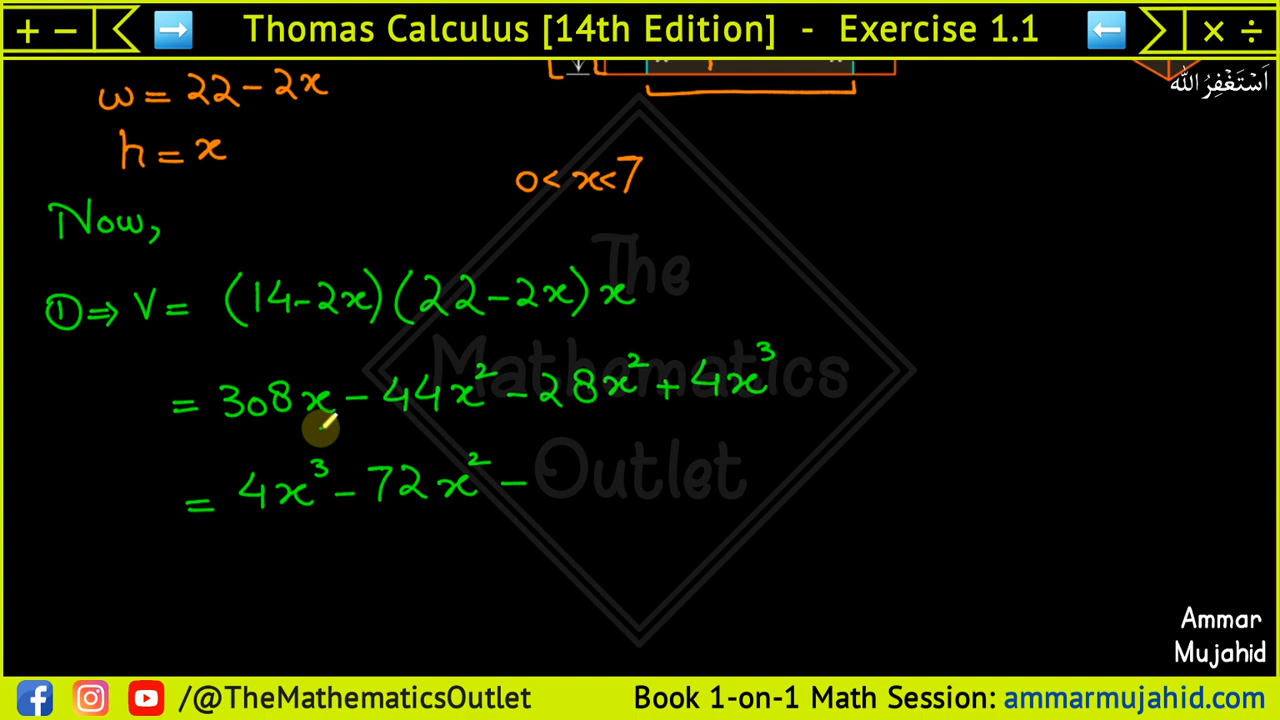 + − Thomas Calculus [14th Edition] - Exercise 1.1 × ÷
w = 22 - 2x
اَسْتَغْفِرُ اللّٰه
h = x
0 < x < 7
Now,
① ⇒ V = (14 - 2x)(22 - 2x)x
= 308x - 44x² - 28x² + 4x³
= 4x³ - 72x² -
The
Mathematics
Outlet
Ammar
Mujahid
/@TheMathematicsOutlet Book 1-on-1 Math Session: ammarmujahid.com